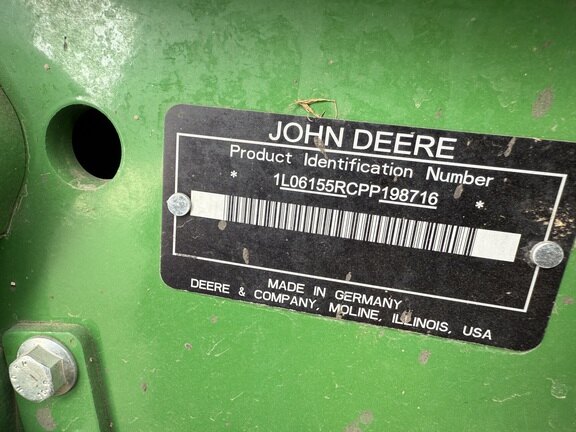 JOHN DEERE
Product Identification Number
* 1L06155RCPP198716 *
MADE IN GERMANY
DEERE & COMPANY, MOLINE, ILLINOIS, USA